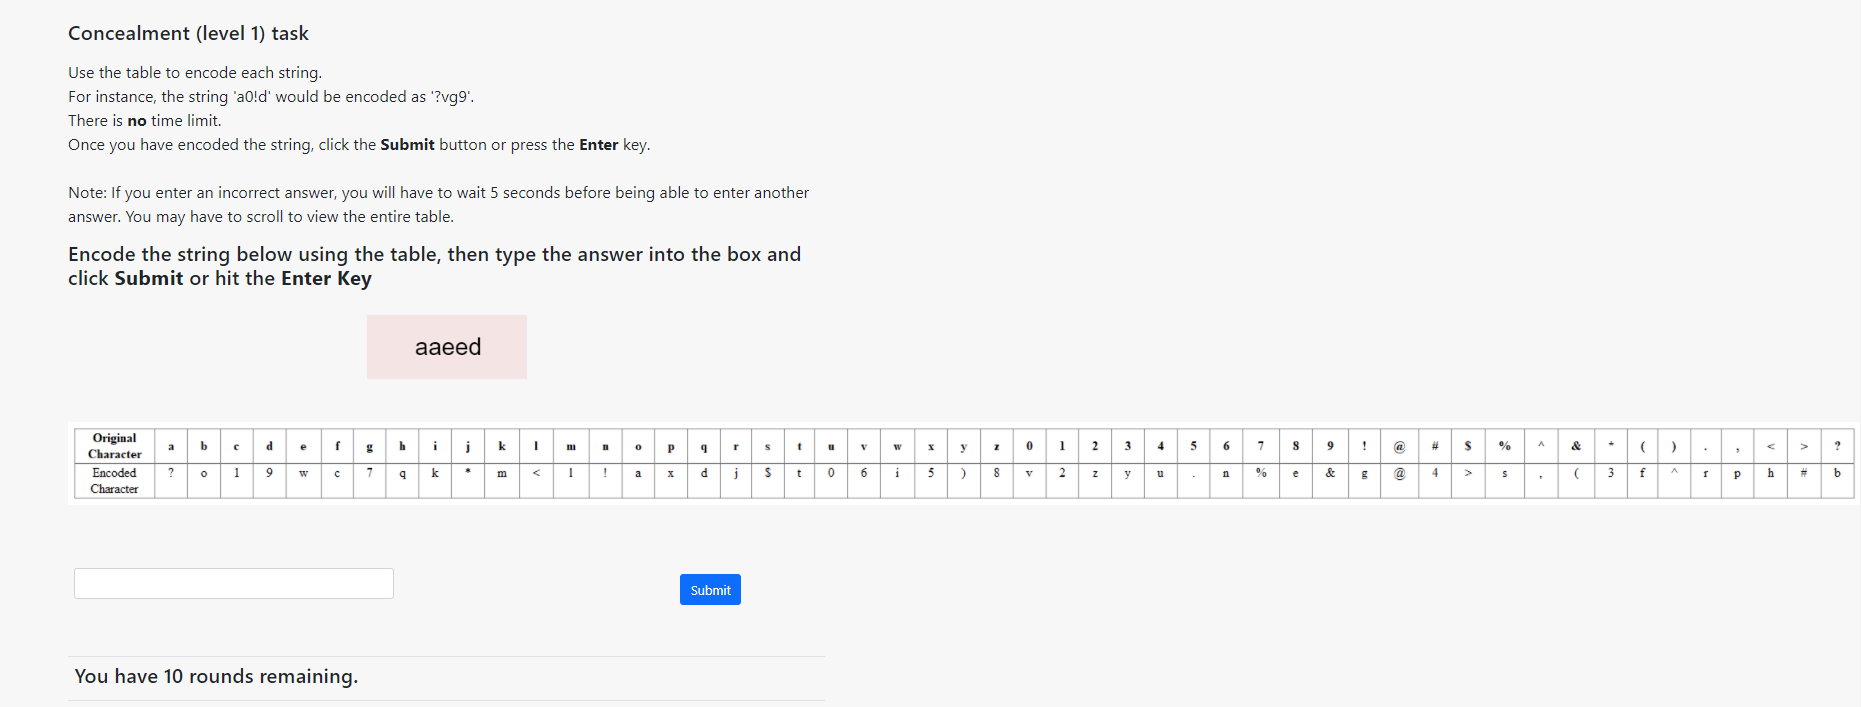 Concealment (level 1) task
Use the table to encode each string.
For instance, the string 'a0!d' would be encoded as '?vg9'.
There is no time limit.
Once you have encoded the string, click the Submit button or press the Enter key.
Note: If you enter an incorrect answer, you will have to wait 5 seconds before being able to enter another
answer. You may have to scroll to view the entire table.
Encode the string below using the table, then type the answer into the box and
click Submit or hit the Enter Key
aaeed
Original Character a b c d e f g h i j k l m n o p q r s t u v w x y z 0 1 2 3 4 5 6 7 8 9 ! @ # $ % ^ & * ( ) . , < > ?
Encoded Character ? o 1 9 w c 7 q k * m < l ! a x d j $ t 0 6 i 5 ) 8 v 2 z y u . n % e & g @ 4 > s , ( 3 f ^ r p h # b
Submit
You have 10 rounds remaining.